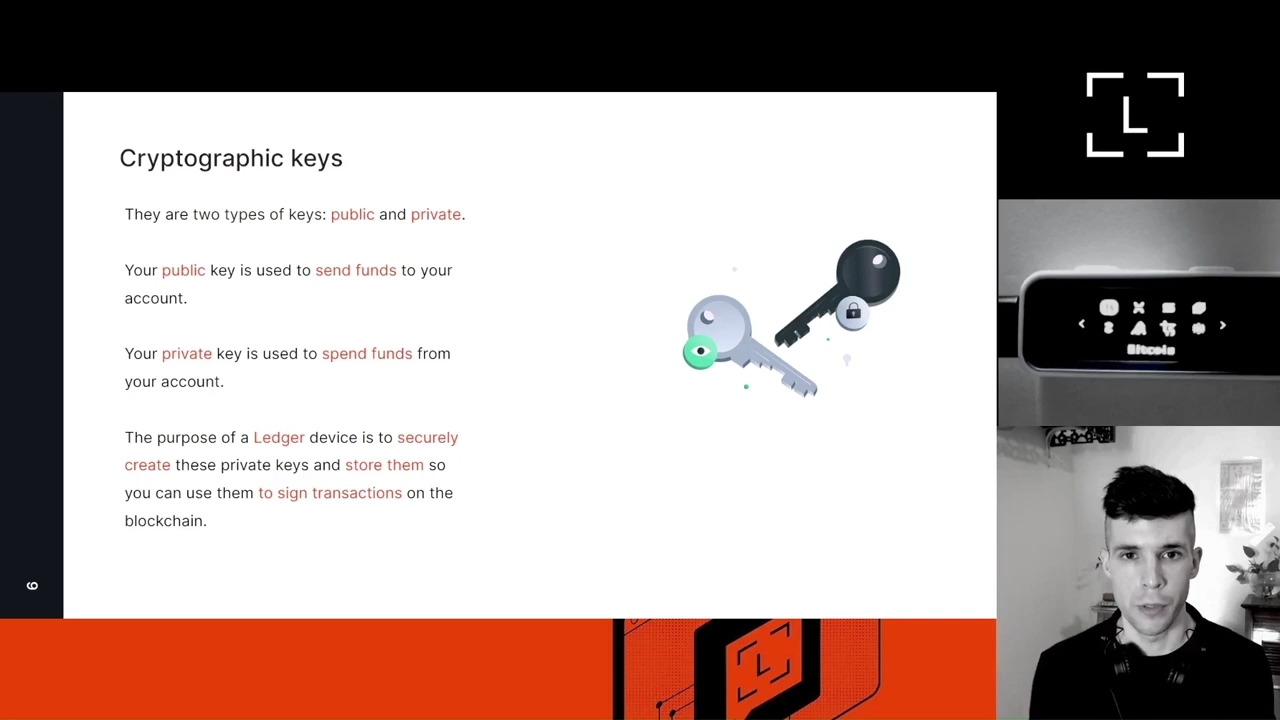 Cryptographic keys
They are two types of keys: public and private.
Your public key is used to send funds to your
account.
Your private key is used to spend funds from
your account.
The purpose of a Ledger device is to securely
create these private keys and store them so
you can use them to sign transactions on the
blockchain.
6
L
Bitcoin
L